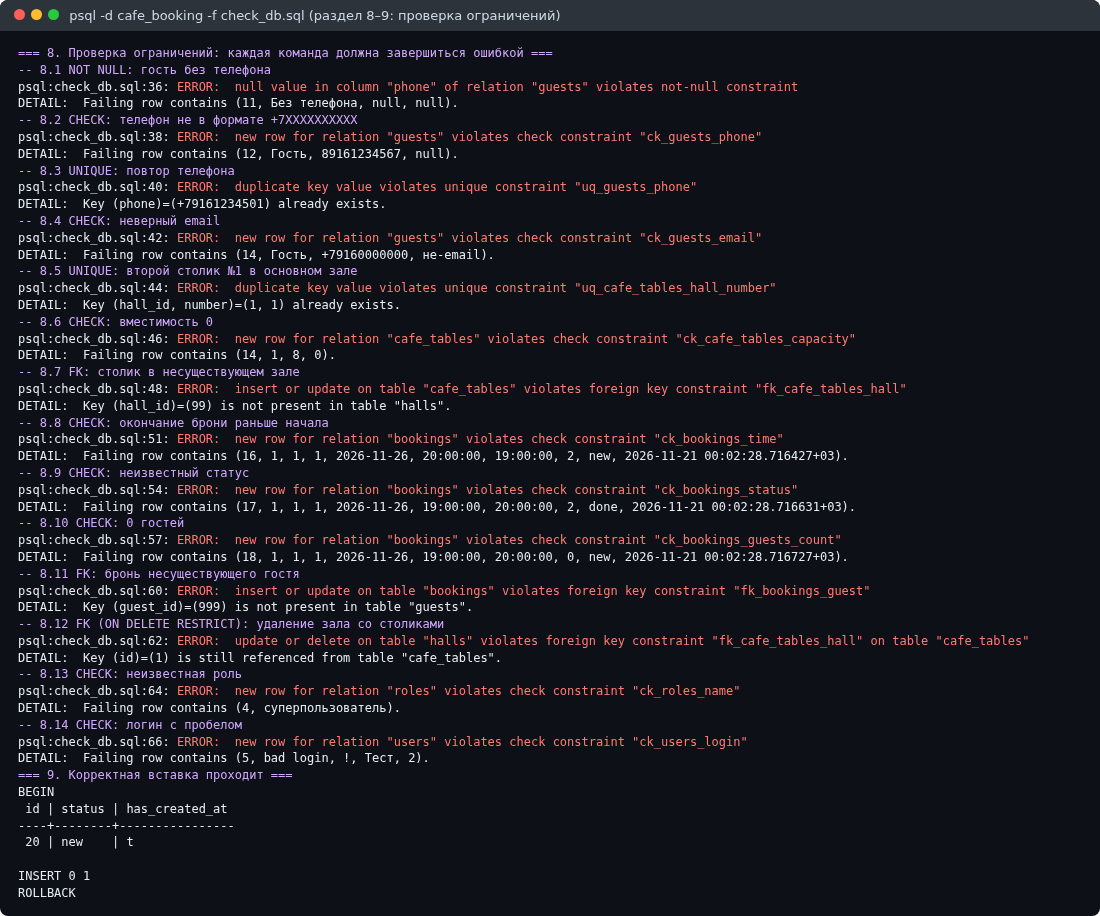 psql -d cafe_booking -f check_db.sql (раздел 8–9: проверка ограничений)
=== 8. Проверка ограничений: каждая команда должна завершиться ошибкой ===
-- 8.1 NOT NULL: гость без телефона
psql:check_db.sql:36: ERROR:  null value in column "phone" of relation "guests" violates not-null constraint
DETAIL:  Failing row contains (11, Без телефона, null, null).
-- 8.2 CHECK: телефон не в формате +7XXXXXXXXXX
psql:check_db.sql:38: ERROR:  new row for relation "guests" violates check constraint "ck_guests_phone"
DETAIL:  Failing row contains (12, Гость, 89161234567, null).
-- 8.3 UNIQUE: повтор телефона
psql:check_db.sql:40: ERROR:  duplicate key value violates unique constraint "uq_guests_phone"
DETAIL:  Key (phone)=(+79161234501) already exists.
-- 8.4 CHECK: неверный email
psql:check_db.sql:42: ERROR:  new row for relation "guests" violates check constraint "ck_guests_email"
DETAIL:  Failing row contains (14, Гость, +79160000000, не-email).
-- 8.5 UNIQUE: второй столик №1 в основном зале
psql:check_db.sql:44: ERROR:  duplicate key value violates unique constraint "uq_cafe_tables_hall_number"
DETAIL:  Key (hall_id, number)=(1, 1) already exists.
-- 8.6 CHECK: вместимость 0
psql:check_db.sql:46: ERROR:  new row for relation "cafe_tables" violates check constraint "ck_cafe_tables_capacity"
DETAIL:  Failing row contains (14, 1, 8, 0).
-- 8.7 FK: столик в несуществующем зале
psql:check_db.sql:48: ERROR:  insert or update on table "cafe_tables" violates foreign key constraint "fk_cafe_tables_hall"
DETAIL:  Key (hall_id)=(99) is not present in table "halls".
-- 8.8 CHECK: окончание брони раньше начала
psql:check_db.sql:51: ERROR:  new row for relation "bookings" violates check constraint "ck_bookings_time"
DETAIL:  Failing row contains (16, 1, 1, 1, 2026-11-26, 20:00:00, 19:00:00, 2, new, 2026-11-21 00:02:28.716427+03).
-- 8.9 CHECK: неизвестный статус
psql:check_db.sql:54: ERROR:  new row for relation "bookings" violates check constraint "ck_bookings_status"
DETAIL:  Failing row contains (17, 1, 1, 1, 2026-11-26, 19:00:00, 20:00:00, 2, done, 2026-11-21 00:02:28.716631+03).
-- 8.10 CHECK: 0 гостей
psql:check_db.sql:57: ERROR:  new row for relation "bookings" violates check constraint "ck_bookings_guests_count"
DETAIL:  Failing row contains (18, 1, 1, 1, 2026-11-26, 19:00:00, 20:00:00, 0, new, 2026-11-21 00:02:28.716727+03).
-- 8.11 FK: бронь несуществующего гостя
psql:check_db.sql:60: ERROR:  insert or update on table "bookings" violates foreign key constraint "fk_bookings_guest"
DETAIL:  Key (guest_id)=(999) is not present in table "guests".
-- 8.12 FK (ON DELETE RESTRICT): удаление зала со столиками
psql:check_db.sql:62: ERROR:  update or delete on table "halls" violates foreign key constraint "fk_cafe_tables_hall" on table "cafe_tables"
DETAIL:  Key (id)=(1) is still referenced from table "cafe_tables".
-- 8.13 CHECK: неизвестная роль
psql:check_db.sql:64: ERROR:  new row for relation "roles" violates check constraint "ck_roles_name"
DETAIL:  Failing row contains (4, суперпользователь).
-- 8.14 CHECK: логин с пробелом
psql:check_db.sql:66: ERROR:  new row for relation "users" violates check constraint "ck_users_login"
DETAIL:  Failing row contains (5, bad login, !, Тест, 2).
=== 9. Корректная вставка проходит ===
BEGIN
 id | status | has_created_at
----+--------+---------------
 20 | new    | t
INSERT 0 1
ROLLBACK